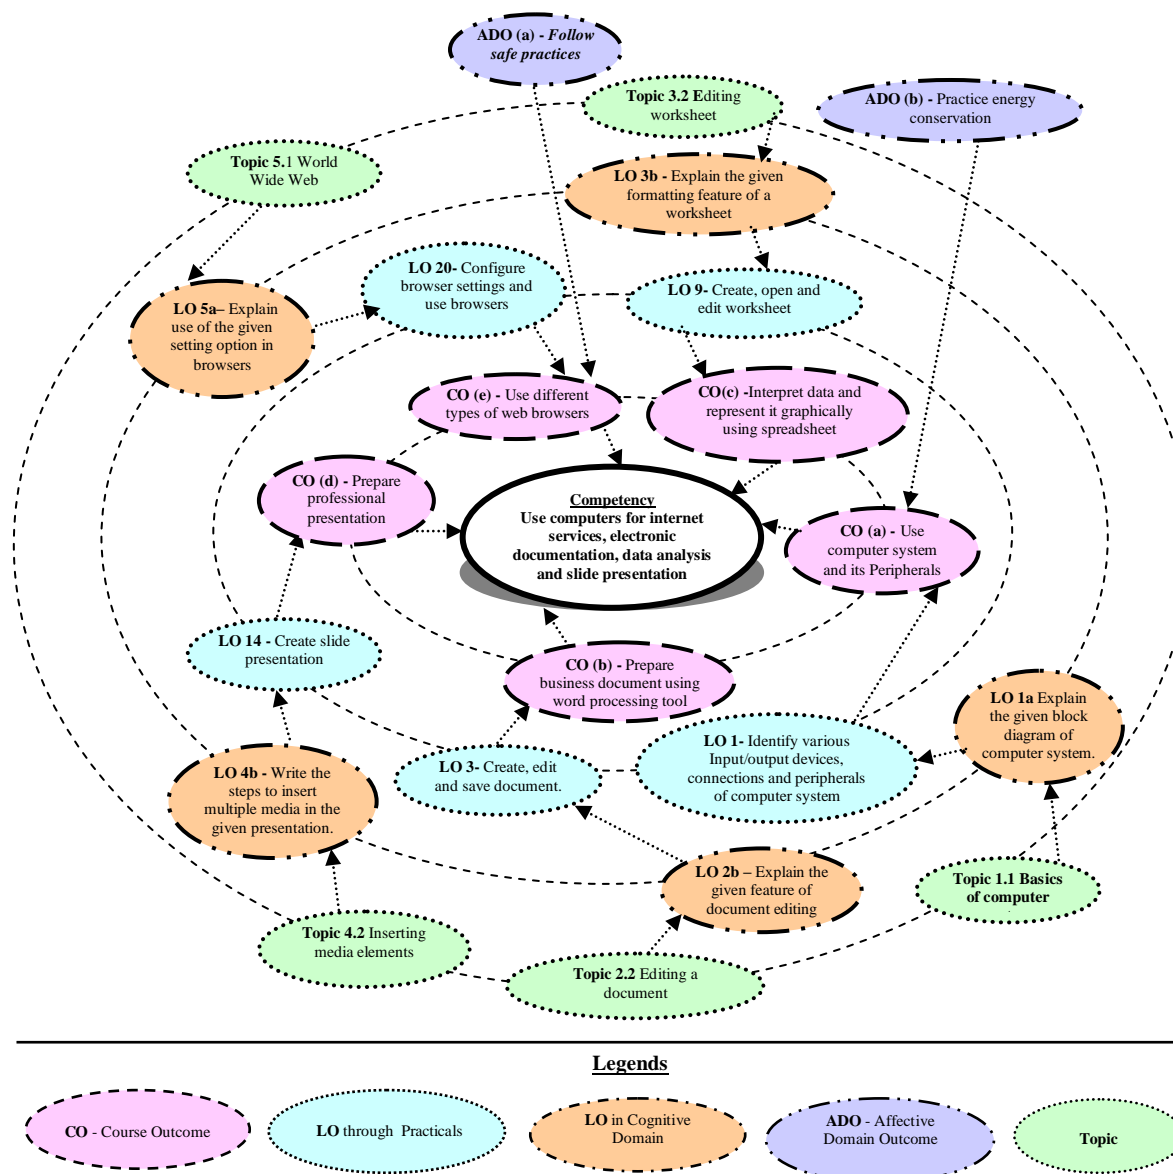 ADO (a) - Follow
safe practices
Topic 3.2 Editing
worksheet
ADO (b) - Practice energy
conservation
Topic 5.1 World
Wide Web
LO 3b - Explain the given
formatting feature of a
worksheet
LO 20- Configure
browser settings and
use browsers
LO 9- Create, open and
edit worksheet
LO 5a– Explain
use of the given
setting option in
browsers
CO (e) - Use different
types of web browsers
CO(c) -Interpret data and
represent it graphically
using spreadsheet
CO (d) - Prepare
professional
presentation
Competency
Use computers for internet
services, electronic
documentation, data analysis
and slide presentation
CO (a) - Use
computer system
and its Peripherals
LO 14 - Create slide
presentation
CO (b) - Prepare
business document using
word processing tool
LO 1a Explain
the given block
diagram of
computer system.
LO 1- Identify various
Input/output devices,
connections and peripherals
of computer system
LO 3- Create, edit
and save document.
LO 4b - Write the
steps to insert
multiple media in the
given presentation.
LO 2b – Explain the
given feature of
document editing
Topic 1.1 Basics
of computer
.
Topic 4.2 Inserting
media elements
Topic 2.2 Editing a
document
Legends
CO - Course Outcome
LO through Practicals
LO in Cognitive
Domain
ADO - Affective
Domain Outcome
Topic